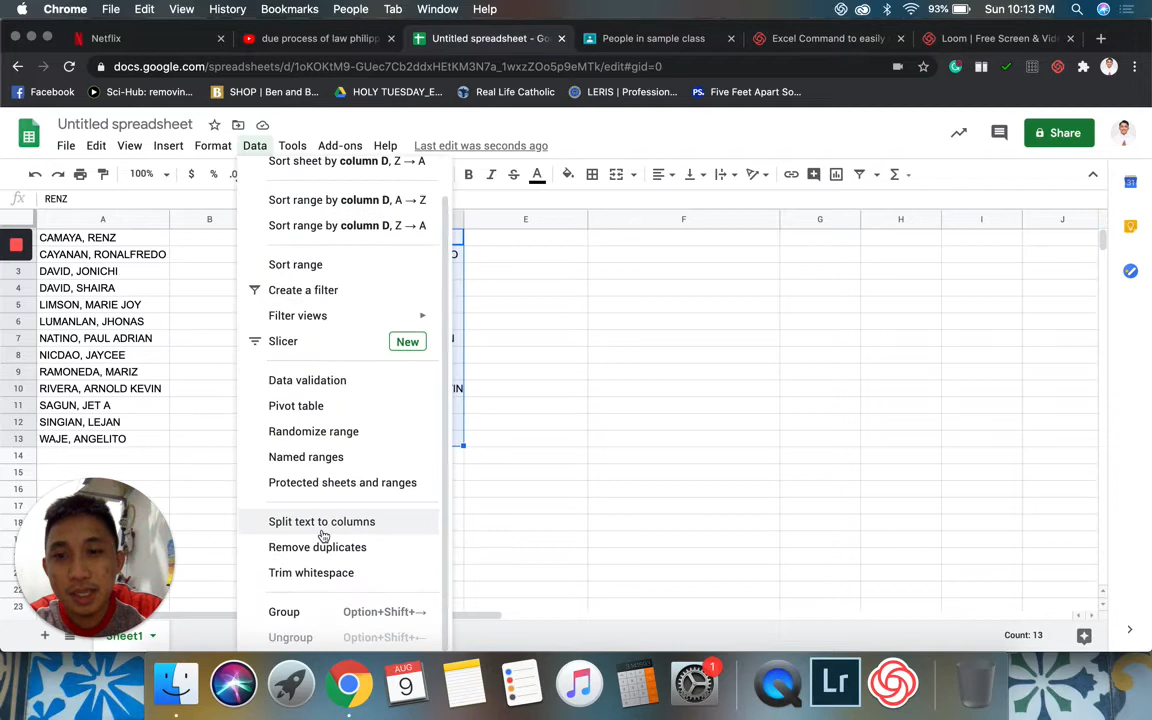 Chrome File Edit View History Bookmarks People Tab Window Help 93% Sun 10:13 PM
Netflix × due process of law philipp × Untitled spreadsheet - Go × People in sample class × Excel Command to easily × Loom | Free Screen & Vid × +
docs.google.com/spreadsheets/d/1oKOKtM9-GUec7Cb2ddxHEtKM3N7a_1wxzZOo5p9eMTk/edit#gid=0
Facebook Sci-Hub: removin... SHOP | Ben and B... HOLY TUESDAY_E... Real Life Catholic LERIS | Profession... PS. Five Feet Apart So...
Untitled spreadsheet
Share
File Edit View Insert Format Data Tools Add-ons Help Last edit was seconds ago
100% $ % .0 B I S A
fx RENZ
A B E F G H I J
CAMAYA, RENZ
CAYANAN, RONALFREDO O
3 DAVID, JONICHI
4 DAVID, SHAIRA
5 LIMSON, MARIE JOY
6 LUMANLAN, JHONAS
7 NATINO, PAUL ADRIAN
8 NICDAO, JAYCEE
9 RAMONEDA, MARIZ
10 RIVERA, ARNOLD KEVIN VIN
11 SAGUN, JET A
12 SINGIAN, LEJAN
13 WAJE, ANGELITO
14
15
16
17
18
23
Sort sheet by column D, Z → A
Sort range by column D, A → Z
Sort range by column D, Z → A
Sort range
Create a filter
Filter views
Slicer New
Data validation
Pivot table
Randomize range
Named ranges
Protected sheets and ranges
Split text to columns
Remove duplicates
Trim whitespace
Group Option+Shift+→
Ungroup Option+Shift+←
+ Sheet1 Count: 13
31
AUG
9
1
Lr